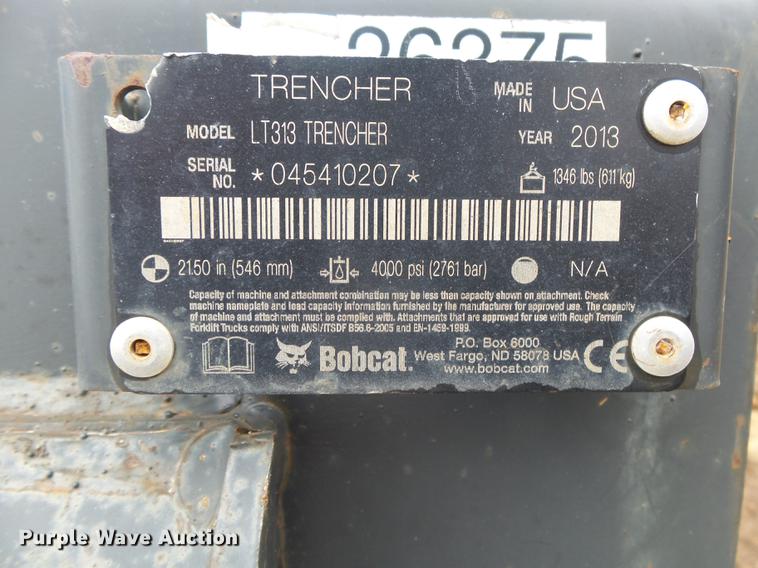 26275
TRENCHER
MADE IN USA
MODEL LT313 TRENCHER
YEAR 2013
SERIAL NO. *045410207*
1346 lbs (611 kg)
21.50 in (546 mm)
4000 psi (2761 bar)
N/A
Capacity of machine and attachment combination may be less than capacity shown on attachment. Check
machine nameplate and load capacity information furnished by the manufacturer for approved use. The capacity
of machine and attachment must be complied with. Attachments are approved for use with Rough Terrain
Forklift Trucks comply with ANSI/ITSDF B56.6-2005 and EN-1459-1999.
Bobcat.
P.O. Box 6000
West Fargo, ND 58078 USA
www.bobcat.com
CE
Purple Wave Auction